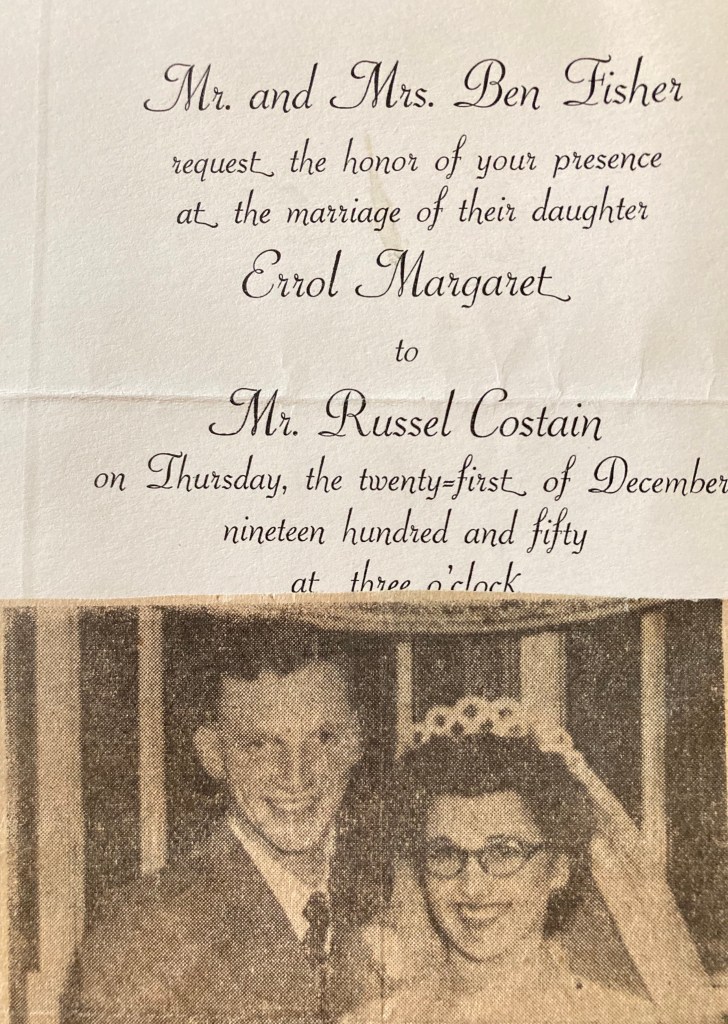 Mr. and Mrs. Ben Fisher
request the honor of your presence
at the marriage of their daughter
Errol Margaret
to
Mr. Russel Costain
on Thursday, the twenty-first of December
nineteen hundred and fifty
at three o'clock